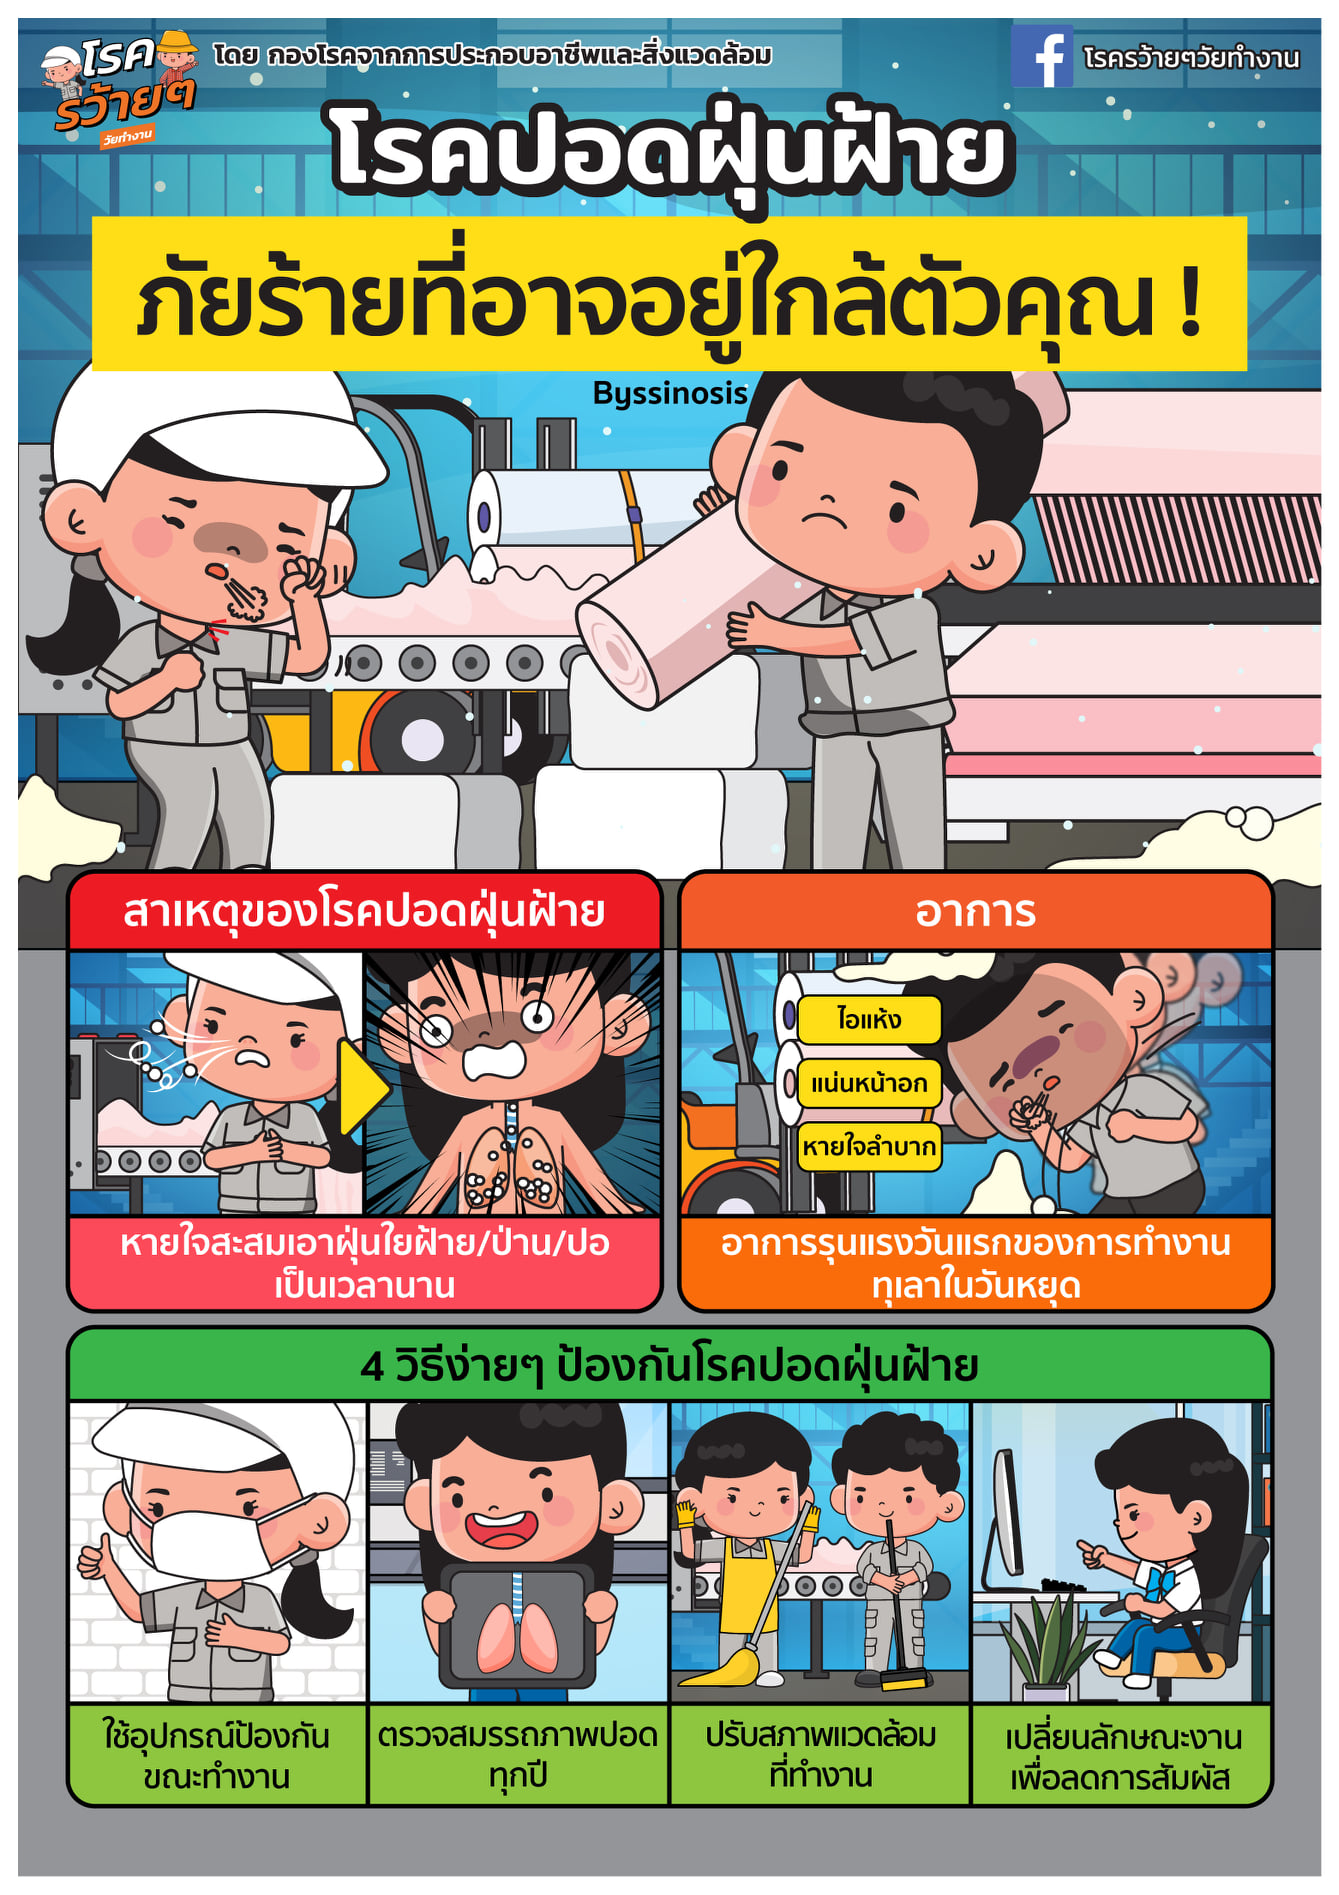 โรค
รว้ายๆ
วัยทำงาน
โดย กองโรคจากการประกอบอาชีพและสิ่งแวดล้อม
โรครว้ายๆวัยทำงาน
โรคปอดฝุ่นฝ้าย
ภัยร้ายที่อาจอยู่ใกล้ตัวคุณ !
Byssinosis
สาเหตุของโรคปอดฝุ่นฝ้าย
หายใจสะสมเอาฝุ่นใยฝ้าย/ป่าน/ปอ
เป็นเวลานาน
อาการ
ไอแห้ง
แน่นหน้าอก
หายใจลำบาก
อาการรุนแรงวันแรกของการทำงาน
ทุเลาในวันหยุด
4 วิธีง่ายๆ ป้องกันโรคปอดฝุ่นฝ้าย
ใช้อุปกรณ์ป้องกัน
ขณะทำงาน
ตรวจสมรรถภาพปอด
ทุกปี
ปรับสภาพแวดล้อม
ที่ทำงาน
เปลี่ยนลักษณะงาน
เพื่อลดการสัมผัส